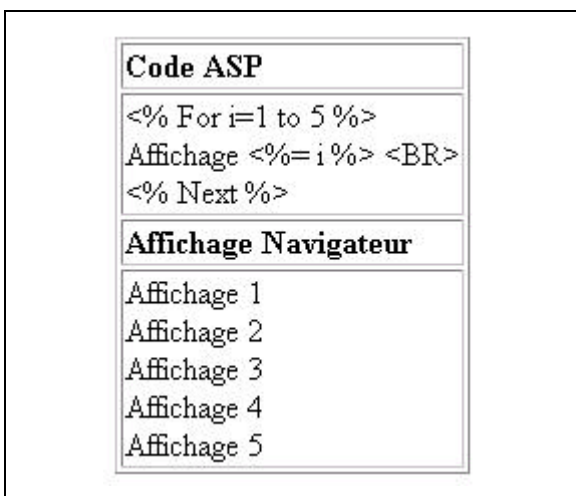 Code ASP
<% For i=1 to 5 %>
Affichage <%= i %> <BR>
<% Next %>
Affichage Navigateur
Affichage 1
Affichage 2
Affichage 3
Affichage 4
Affichage 5